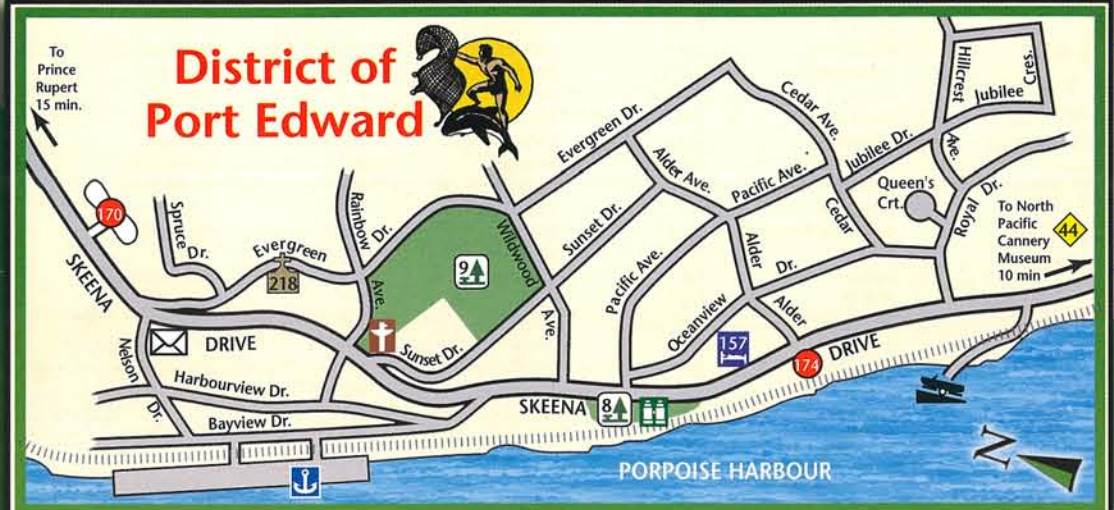 District of
Port Edward
To
Prince
Rupert
15 min.
170
SKEENA
DRIVE
Spruce
Dr.
Evergreen
Dr.
218
Rainbow
Ave.
9
Wildwood
Ave.
Sunset Dr.
Evergreen Dr.
Sunset Dr.
Alder Ave.
Pacific Ave.
Cedar Ave.
Jubilee Dr.
Hillcrest
Ave.
Jubilee
Cres.
Queen's
Crt.
Royal Dr.
Cedar
To North
Pacific
Cannery
Museum
10 min
44
Pacific Ave.
Alder
Oceanview
Dr.
Alder
157
174
Nelson
Dr.
Harbourview Dr.
Bayview Dr.
SKEENA
DRIVE
8
PORPOISE HARBOUR
N